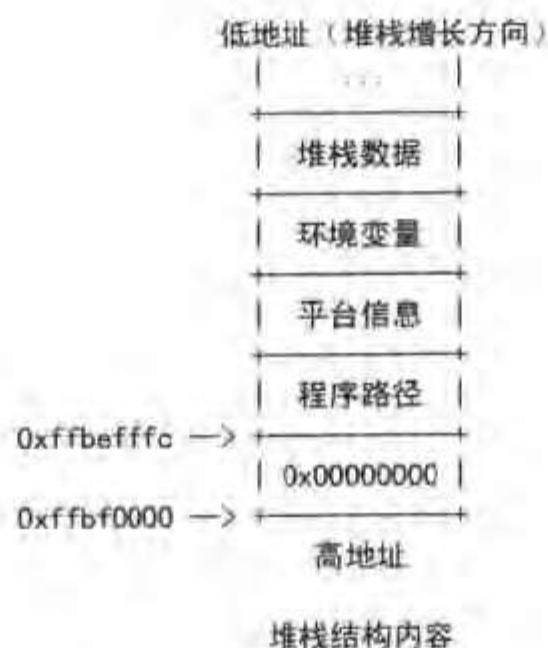 低地址（堆栈增长方向）
...
堆栈数据
环境变量
平台信息
程序路径
0xffbefffc —>
0x00000000
0xffbf0000 —>
高地址
堆栈结构内容